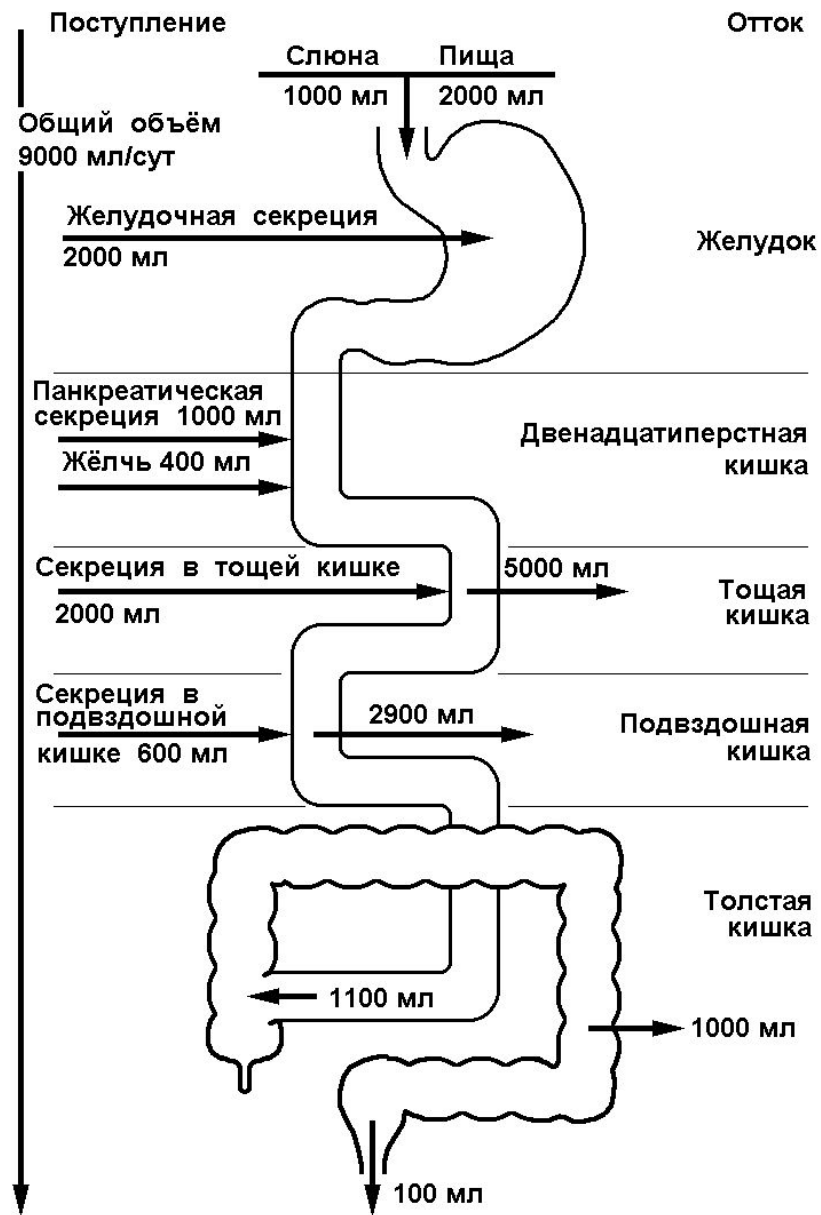 Поступление
Отток
Слюна Пища
1000 мл 2000 мл
Общий объём
9000 мл/сут
Желудочная секреция
2000 мл
Желудок
Панкреатическая
секреция 1000 мл
Жёлчь 400 мл
Двенадцатиперстная
кишка
Секреция в тощей кишке
2000 мл
5000 мл
Тощая
кишка
Секреция в
подвздошной
кишке 600 мл
2900 мл
Подвздошная
кишка
Толстая
кишка
1100 мл
1000 мл
100 мл